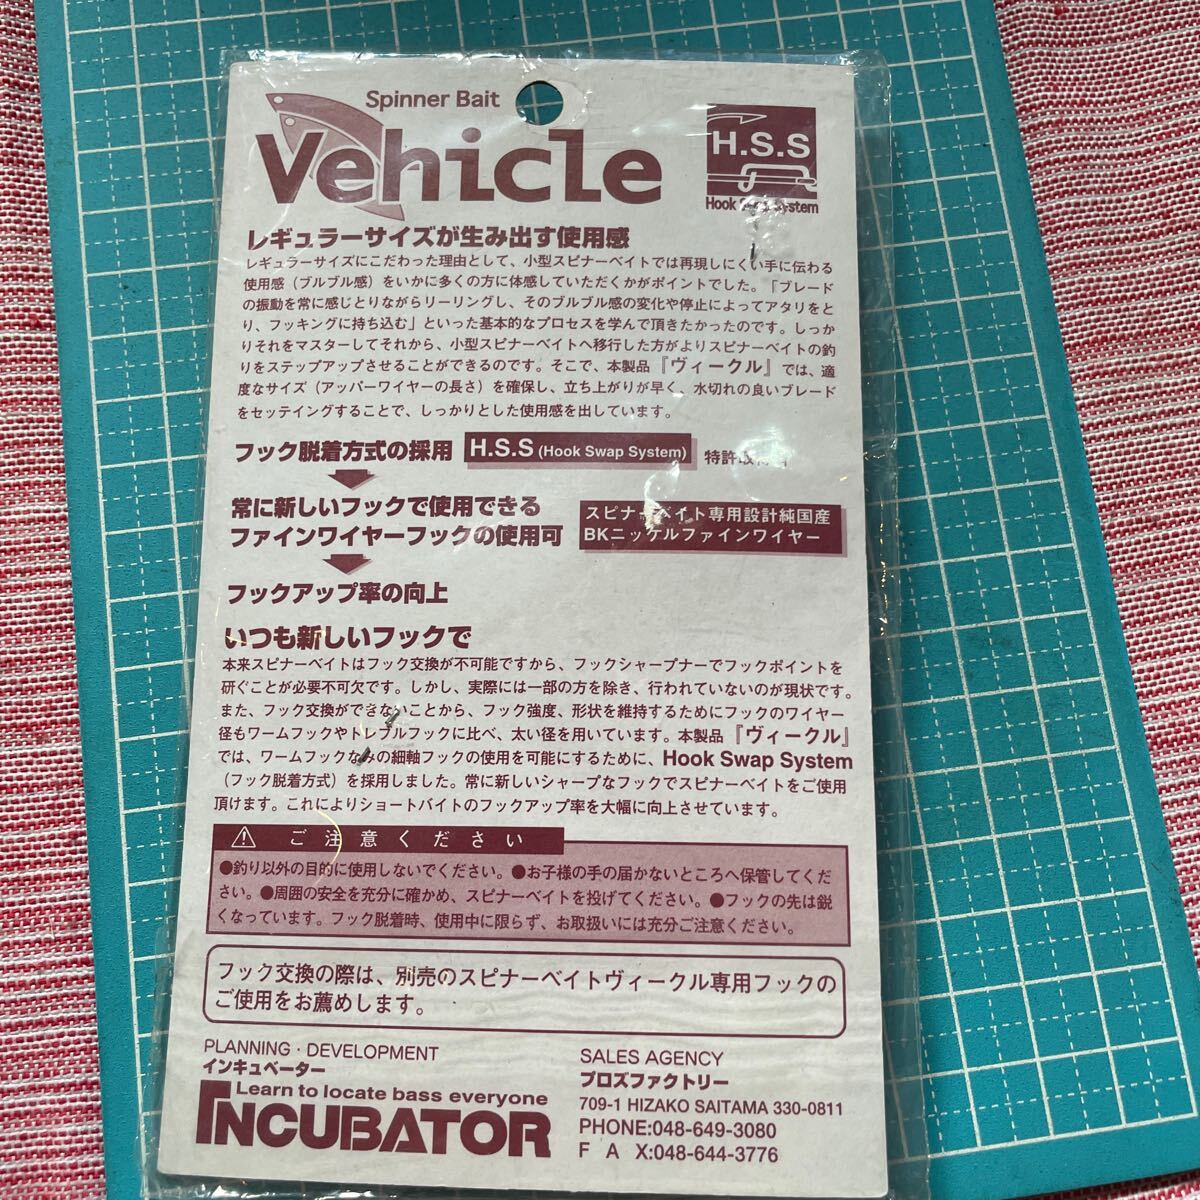 Spinner Bait
Vehicle
H.S.S
Hook System
レギュラーサイズが生み出す使用感
レギュラーサイズにこだわった理由として、小型スピナーベイトでは再現しにくい手に伝わる
使用感（ブルブル感）をいかに多くの方に体感していただくかがポイントでした。「ブレード
の振動を常に感じとりながらリーリングし、そのブルブル感の変化や停止によってアタリをと
り、フッキングに持ち込む」といった基本的なプロセスを学んで頂きたかったのです。しっか
りそれをマスターしてそれから、小型スピナーベイトへ移行した方がよりスピナーベイトの釣
りをステップアップさせることができるのです。そこで、本製品『ヴィークル』では、適
度なサイズ（アッパーワイヤーの長さ）を確保し、立ち上がりが早く、水切れの良いブレード
をセッテイングすることで、しっかりとした使用感を出しています。
フック脱着方式の採用 H.S.S (Hook Swap System) 特許取得
常に新しいフックで使用できる
ファインワイヤーフックの使用可
スピナーベイト専用設計純国産
BKニッケルファインワイヤー
フックアップ率の向上
いつも新しいフックで
本来スピナーベイトはフック交換が不可能ですから、フックシャープナーでフックポイントを
研ぐことが必要不可欠です。しかし、実際には一部の方を除き、行われていないのが現状です。
また、フック交換ができないことから、フック強度、形状を維持するためにフックのワイヤー
径もワームフックやトレブルフックに比べ、太い径を用いています。本製品『ヴィークル』
では、ワームフックなみの細軸フックの使用を可能にするために、Hook Swap System
（フック脱着方式）を採用しました。常に新しいシャープなフックでスピナーベイトをご使用
頂けます。これによりショートバイトのフックアップ率を大幅に向上させています。
ご注意ください
●釣り以外の目的に使用しないでください。●お子様の手の届かないところへ保管してくだ
さい。●周囲の安全を充分に確かめ、スピナーベイトを投げてください。●フックの先は鋭
くなっています。フック脱着時、使用中に限らず、お取扱いには充分ご注意ください。
フック交換の際は、別売のスピナーベイトヴィークル専用フックの
ご使用をお薦めします。
PLANNING・DEVELOPMENT
インキュベーター
Learn to locate bass everyone
INCUBATOR
SALES AGENCY
プロズファクトリー
709-1 HIZAKO SAITAMA 330-0811
PHONE:048-649-3080
F A X:048-644-3776